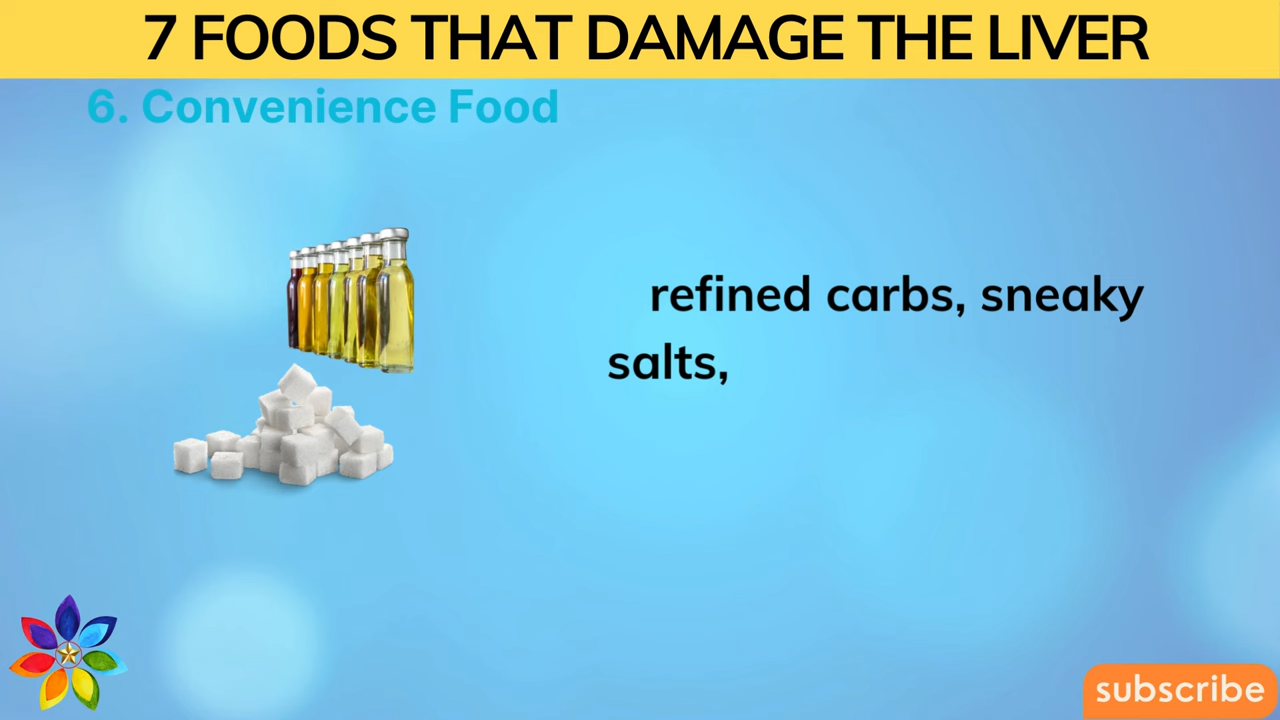 7 FOODS THAT DAMAGE THE LIVER
6. Convenience Food
refined carbs, sneaky
salts,
subscribe